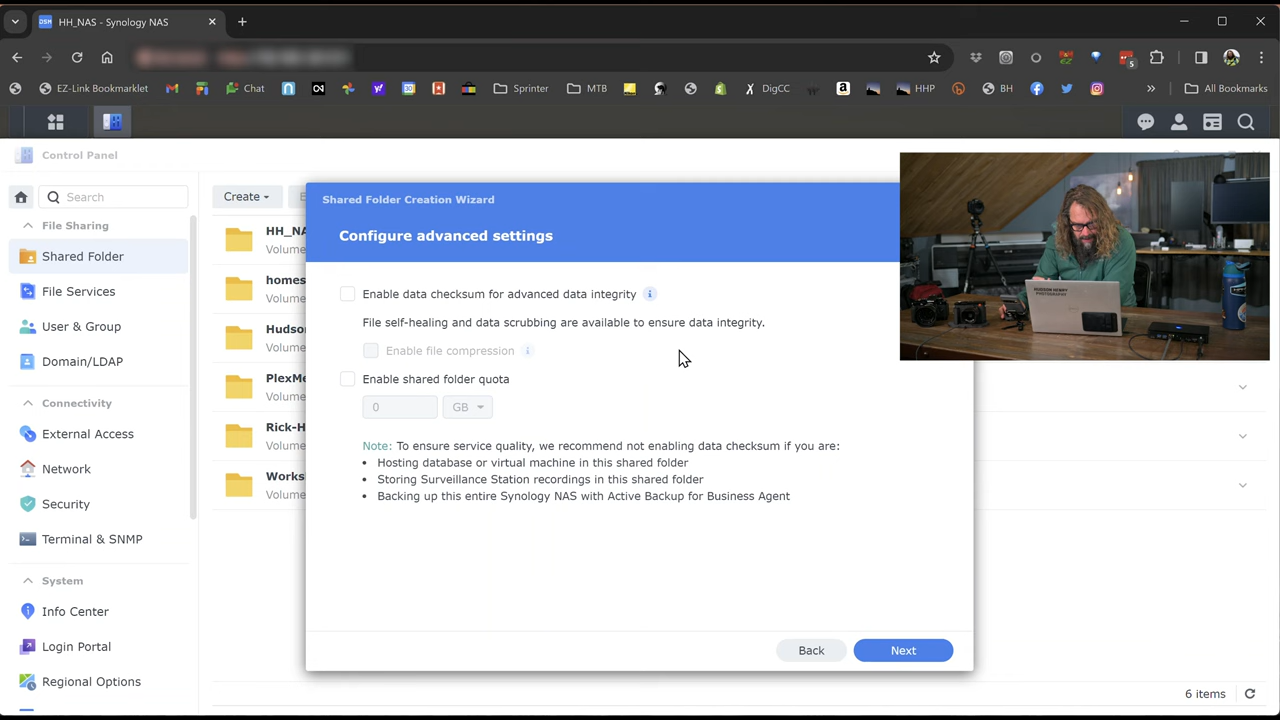 DSM HH_NAS - Synology NAS
EZ-Link Bookmarklet
Chat
Sprinter
MTB
DigCC
HHP
BH
All Bookmarks
5
Control Panel
Search
File Sharing
Shared Folder
File Services
User & Group
Domain/LDAP
Connectivity
External Access
Network
Security
Terminal & SNMP
System
Info Center
Login Portal
Regional Options
Create
HH_NA
Volume
homes
Volume
Hudso
Volume
PlexMe
Volume
Rick-H
Volume
Works
Volume
Shared Folder Creation Wizard
Configure advanced settings
Enable data checksum for advanced data integrity
File self-healing and data scrubbing are available to ensure data integrity.
Enable file compression
Enable shared folder quota
0 GB
Note: To ensure service quality, we recommend not enabling data checksum if you are:
• Hosting database or virtual machine in this shared folder
• Storing Surveillance Station recordings in this shared folder
• Backing up this entire Synology NAS with Active Backup for Business Agent
Back
Next
6 items
HUDSON HENRY
PHOTOGRAPHY